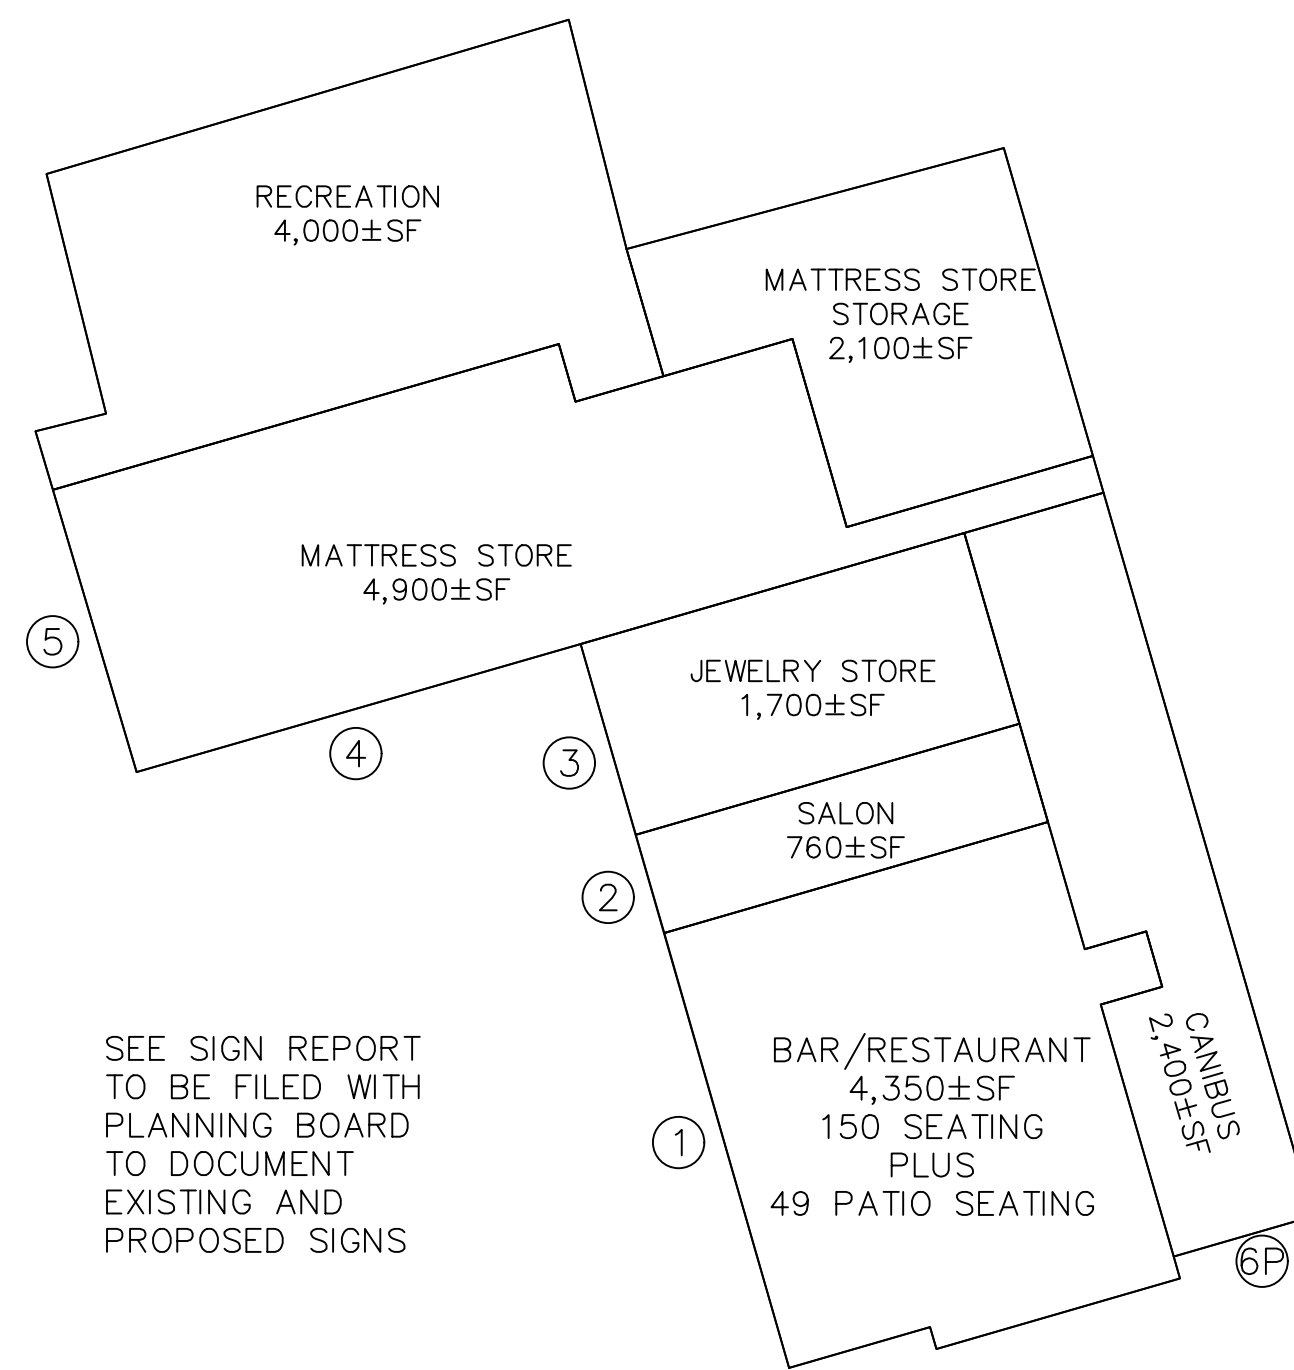 RECREATION
4,000±SF
MATTRESS STORE
STORAGE
2,100±SF
MATTRESS STORE
4,900±SF
5
4
3
JEWELRY STORE
1,700±SF
SALON
760±SF
2
1
BAR/RESTAURANT
4,350±SF
150 SEATING
PLUS
49 PATIO SEATING
CANIBUS
2,400±SF
6P
SEE SIGN REPORT
TO BE FILED WITH
PLANNING BOARD
TO DOCUMENT
EXISTING AND
PROPOSED SIGNS